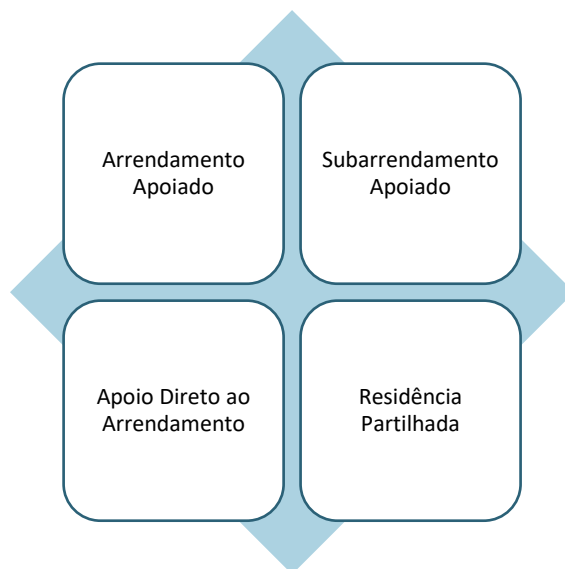 Arrendamento
Apoiado
Subarrendamento
Apoiado
Apoio Direto ao
Arrendamento
Residência
Partilhada